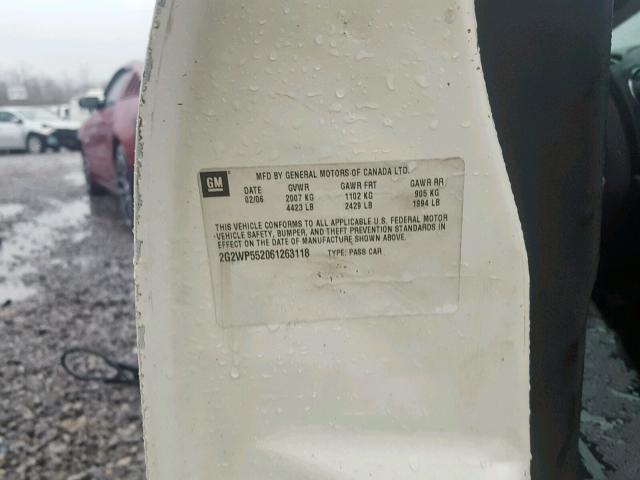 MFD BY GENERAL MOTORS OF CANADA LTD.
GM
DATE GVWR GAWR FRT GAWR RR
02/06 2007 KG 1102 KG 905 KG
4423 LB 2429 LB 1994 LB
THIS VEHICLE CONFORMS TO ALL APPLICABLE U.S. FEDERAL MOTOR
VEHICLE SAFETY, BUMPER, AND THEFT PREVENTION STANDARDS IN
EFFECT ON THE DATE OF MANUFACTURE SHOWN ABOVE.
2G2WP552061263118 TYPE: PASS CAR